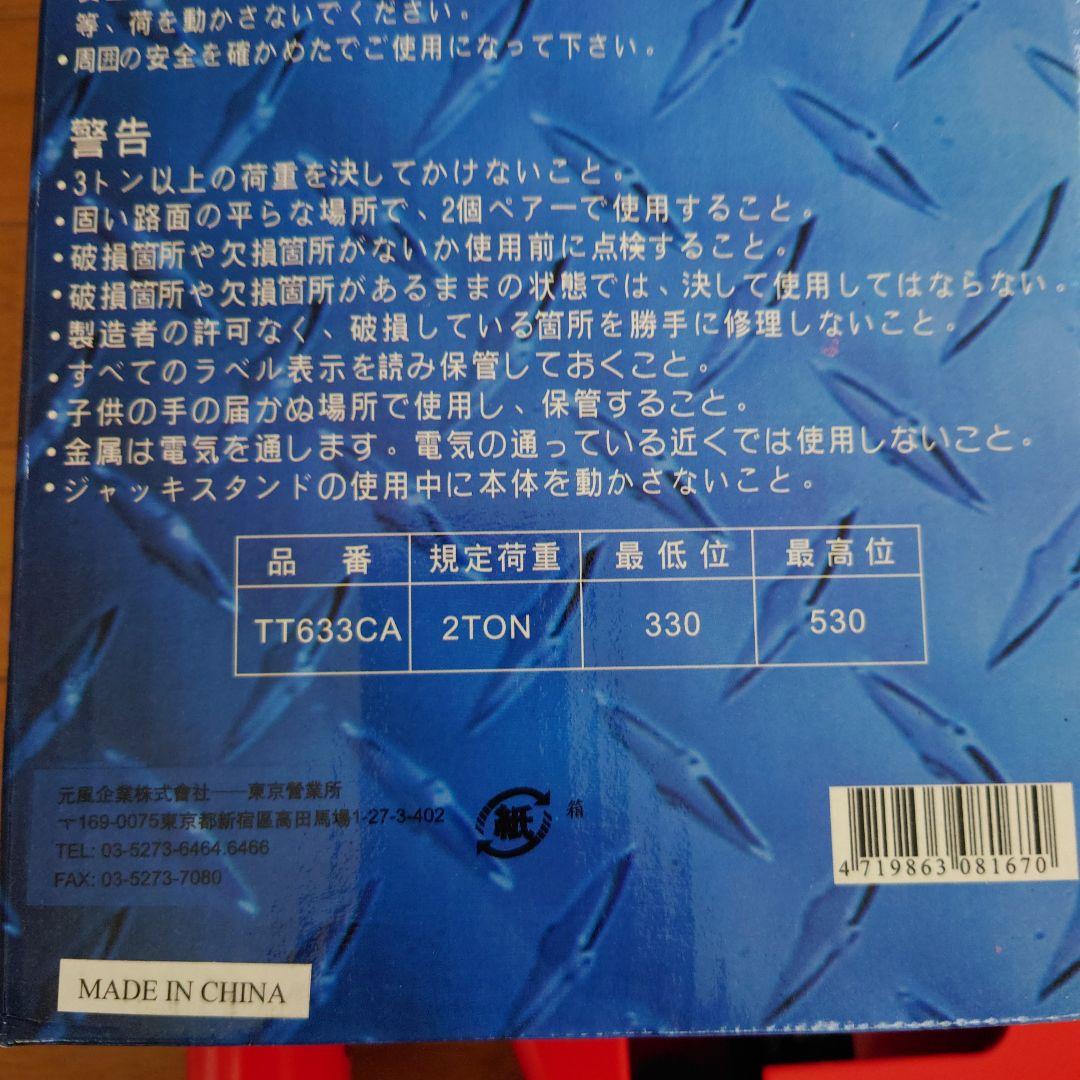 等、荷を動かさないでください。
•周囲の安全を確かめたでご使用になって下さい。
警告
•3トン以上の荷重を決してかけないこと。
•固い路面の平らな場所で、2個ペアーで使用すること。
•破損箇所や欠損箇所がないか使用前に点検すること。
•破損箇所や欠損箇所があるままの状態では、決して使用してはならない。
•製造者の許可なく、破損している箇所を勝手に修理しないこと。
•すべてのラベル表示を読み保管しておくこと。
•子供の手の届かぬ場所で使用し、保管すること。
•金属は電気を通します。電気の通っている近くでは使用しないこと。
•ジャッキスタンドの使用中に本体を動かさないこと。
品 番 規定荷重 最低位 最高位
TT633CA 2TON 330 530
元風企業株式會社──東京營業所
〒169-0075東京都新宿區高田馬場1-27-3-402
TEL: 03-5273-6464.6466
FAX: 03-5273-7080
紙 箱
4 719863 081670
MADE IN CHINA